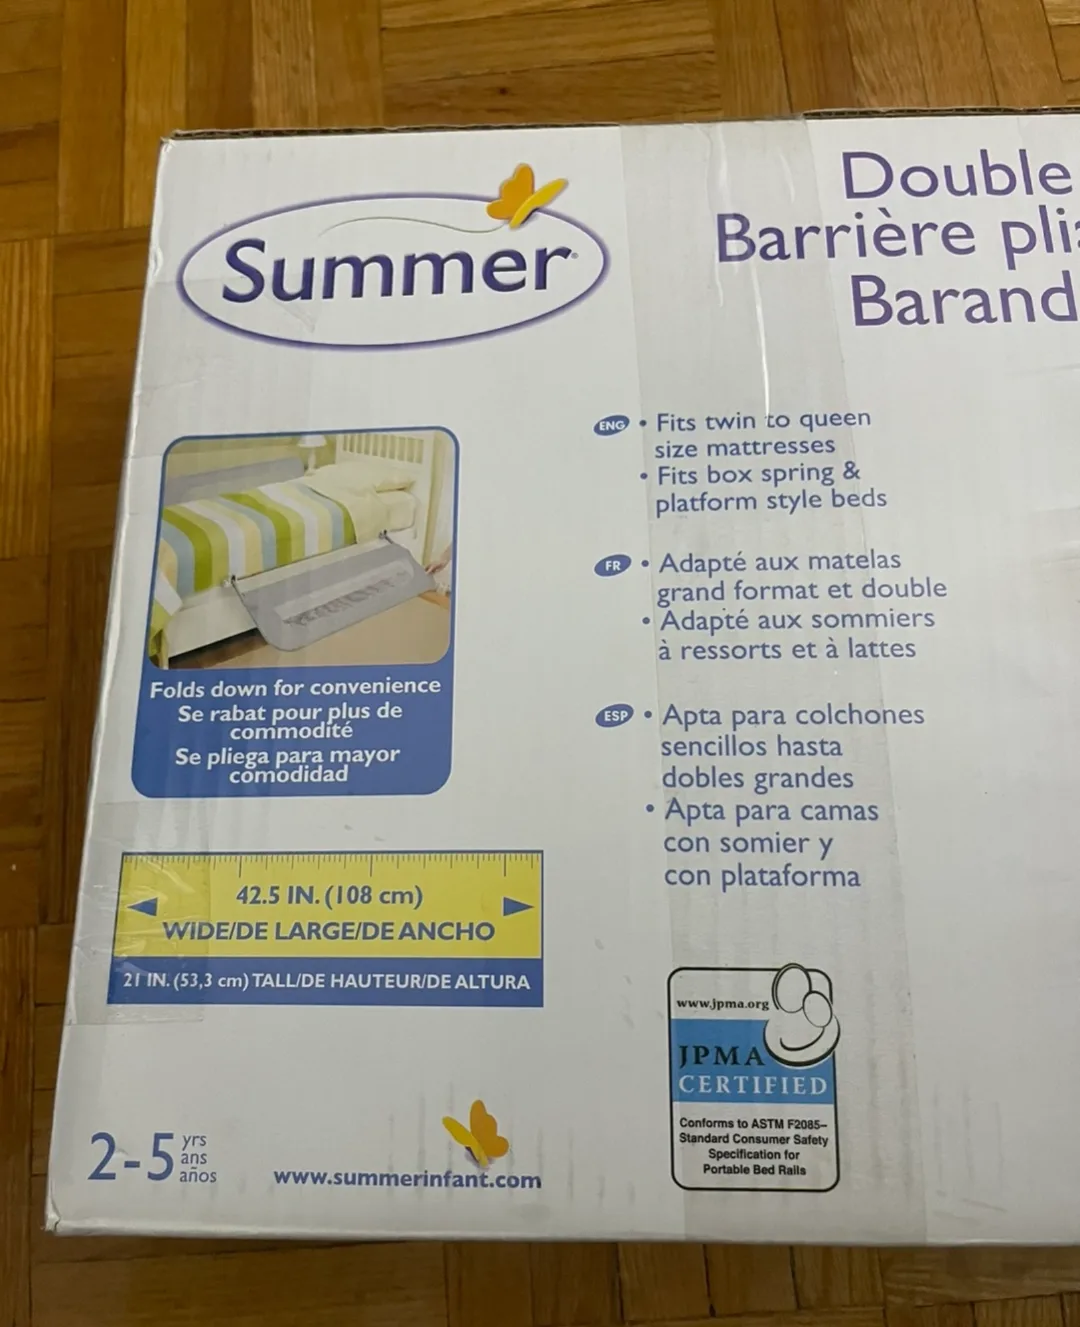 Summer
Double
Barrière
Barand
Folds down for convenience
Se rabat pour plus de
commodité
Se pliega para mayor
comodidad
42.5 IN. (108 cm)
WIDE/DE LARGE/DE ANCHO
21 IN. (53,3 cm) TALL/DE HAUTEUR/DE ALTURA
2-5 yrs
ans
años
www.summerinfant.com
ENG • Fits twin to queen
size mattresses
• Fits box spring &
platform style beds
FR • Adapté aux matelas
grand format et double
• Adapté aux sommiers
à ressorts et à lattes
ESP • Apta para colchones
sencillos hasta
dobles grandes
• Apta para camas
con somier y
con plataforma
www.jpma.org
JPMA
CERTIFIED
Conforms to ASTM F2085–
Standard Consumer Safety
Specification for
Portable Bed Rails